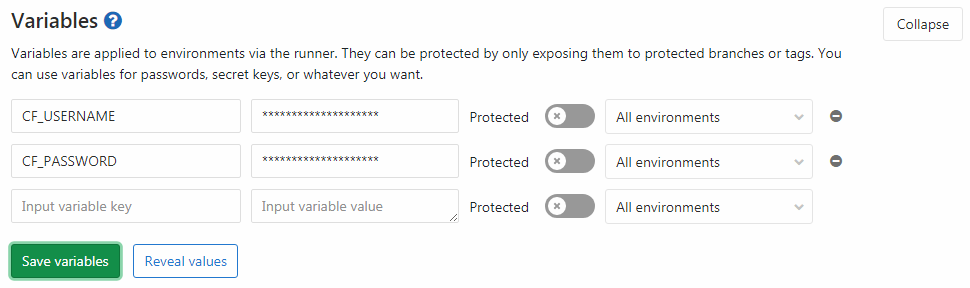 Variables ?
Collapse
Variables are applied to environments via the runner. They can be protected by only exposing them to protected branches or tags. You
can use variables for passwords, secret keys, or whatever you want.
CF_USERNAME ******************** Protected All environments
CF_PASSWORD ******************** Protected All environments
Input variable key Input variable value Protected All environments
Save variables Reveal values